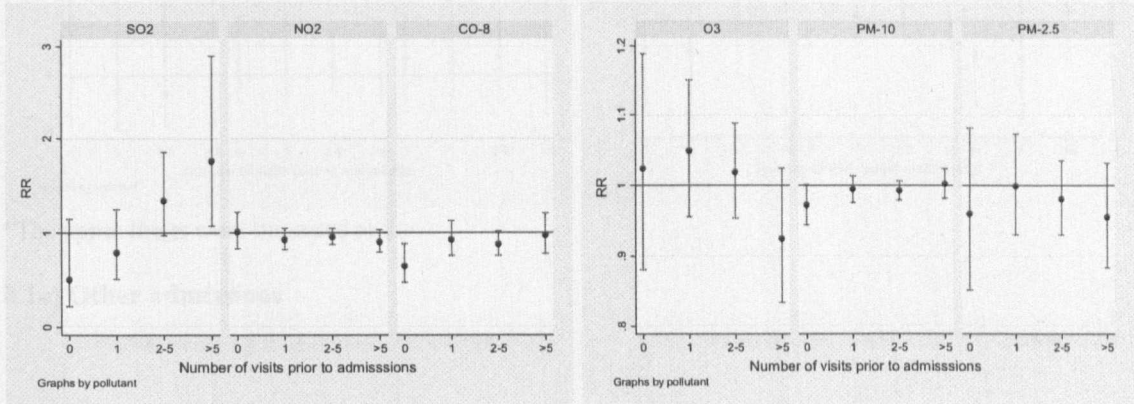 SO2 NO2 CO-8
3
2
1
0
RR
0 1 2-5 >5 0 1 2-5 >5 0 1 2-5 >5
Number of visits prior to admisssions
Graphs by pollutant
O3 PM-10 PM-2.5
1.2
1.1
1
.9
.8
RR
0 1 2-5 >5 0 1 2-5 >5 0 1 2-5 >5
Number of visits prior to admisssions
Graphs by pollutant
Other admissions